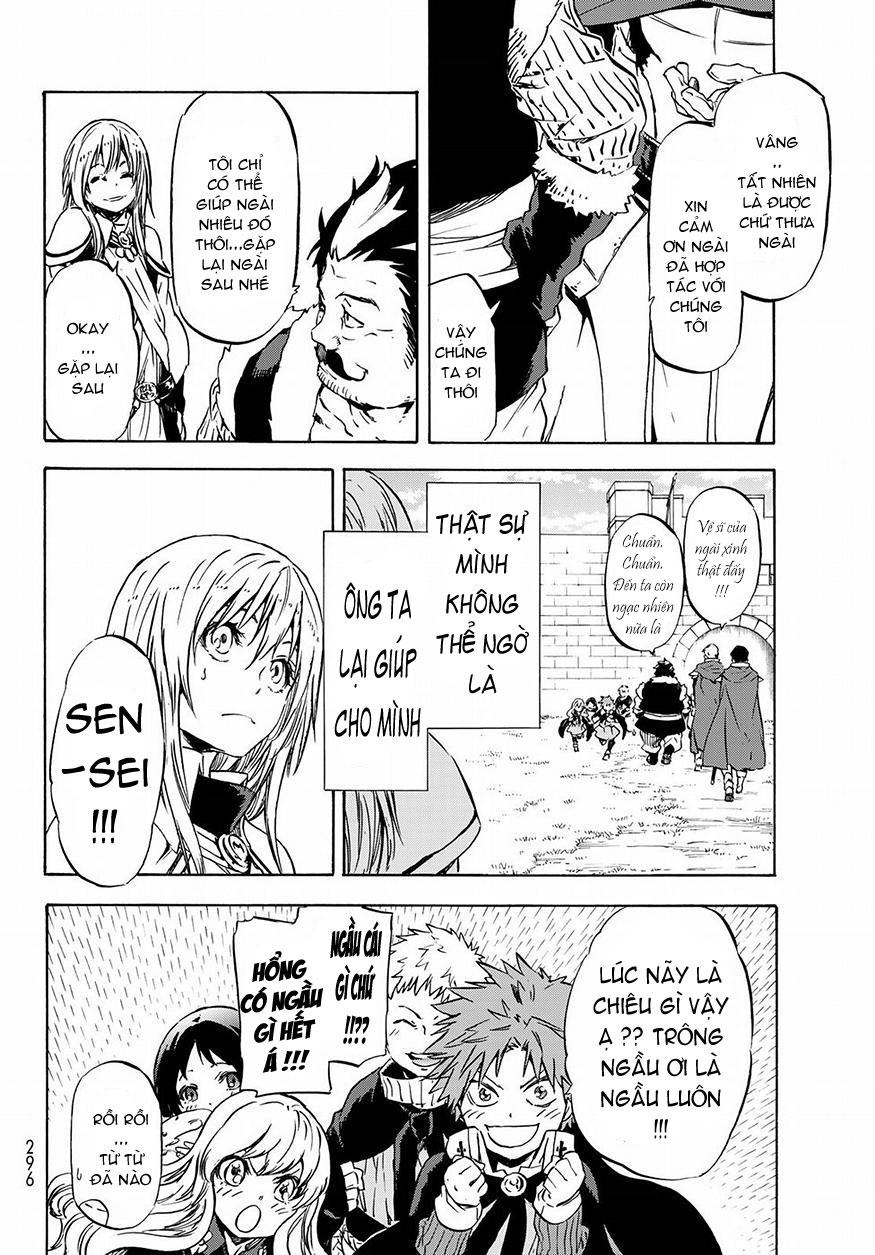 VÂNG
..
TẤT NHIÊN
LÀ ĐƯỢC
CHỨ THƯA
NGÀI
XIN
CẢM
ƠN NGÀI
ĐÃ HỢP
TÁC VỚI
CHÚNG
TÔI
VẬY
CHÚNG
TA ĐI
THÔI
TÔI CHỈ
CÓ THỂ
GIÚP NGÀI
NHIÊU ĐÓ
THÔI...GẶP
LẠI NGÀI
SAU NHÉ
OKAY
...
GẶP LẠI
SAU
Vệ sĩ của
ngài xính
thật đấy
!!!
Chuẩn.
Chuẩn.
Đến ta còn
ngạc nhiên
nữa là
THẬT SỰ
MÌNH
KHÔNG
THỂ NGỜ
LÀ
ÔNG TA
LẠI GIÚP
CHO MÌNH
SEN
-SEI
!!!
LÚC NÃY LÀ
CHIÊU GÌ VẬY
Ạ ?? TRÔNG
NGẦU ƠI LÀ
NGẦU LUÔN
!!!
NGẦU CÁI
GÌ CHỨ
!!??
HỔNG
CÓ NGẦU
GÌ HẾT
Á !!!
RỒI RỒI
...
TỪ TỪ
ĐÃ NÀO
296